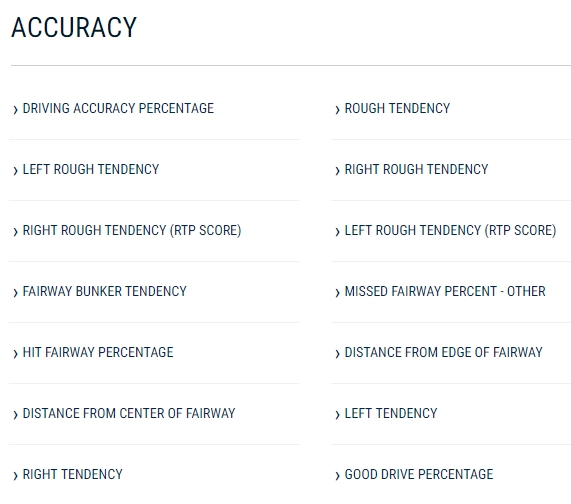 ACCURACY
› DRIVING ACCURACY PERCENTAGE
› ROUGH TENDENCY
› LEFT ROUGH TENDENCY
› RIGHT ROUGH TENDENCY
› RIGHT ROUGH TENDENCY (RTP SCORE)
› LEFT ROUGH TENDENCY (RTP SCORE)
› FAIRWAY BUNKER TENDENCY
› MISSED FAIRWAY PERCENT - OTHER
› HIT FAIRWAY PERCENTAGE
› DISTANCE FROM EDGE OF FAIRWAY
› DISTANCE FROM CENTER OF FAIRWAY
› LEFT TENDENCY
› RIGHT TENDENCY
› GOOD DRIVE PERCENTAGE